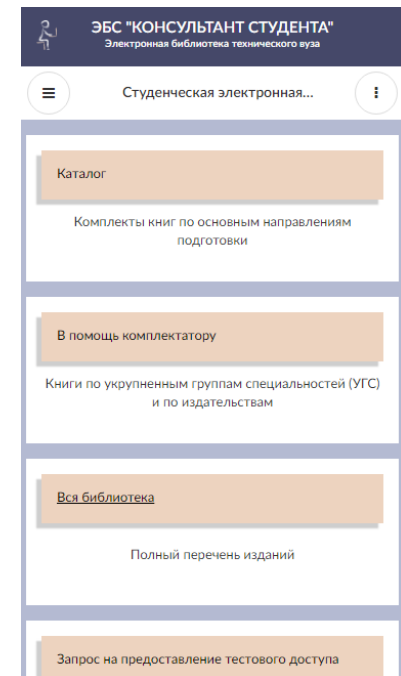 ЭБС "КОНСУЛЬТАНТ СТУДЕНТА"
Электронная библиотека технического вуза
Студенческая электронная...
Каталог
Комплекты книг по основным направлениям
подготовки
В помощь комплектатору
Книги по укрупненным группам специальностей (УГС)
и по издательствам
Вся библиотека
Полный перечень изданий
Запрос на предоставление тестового доступа